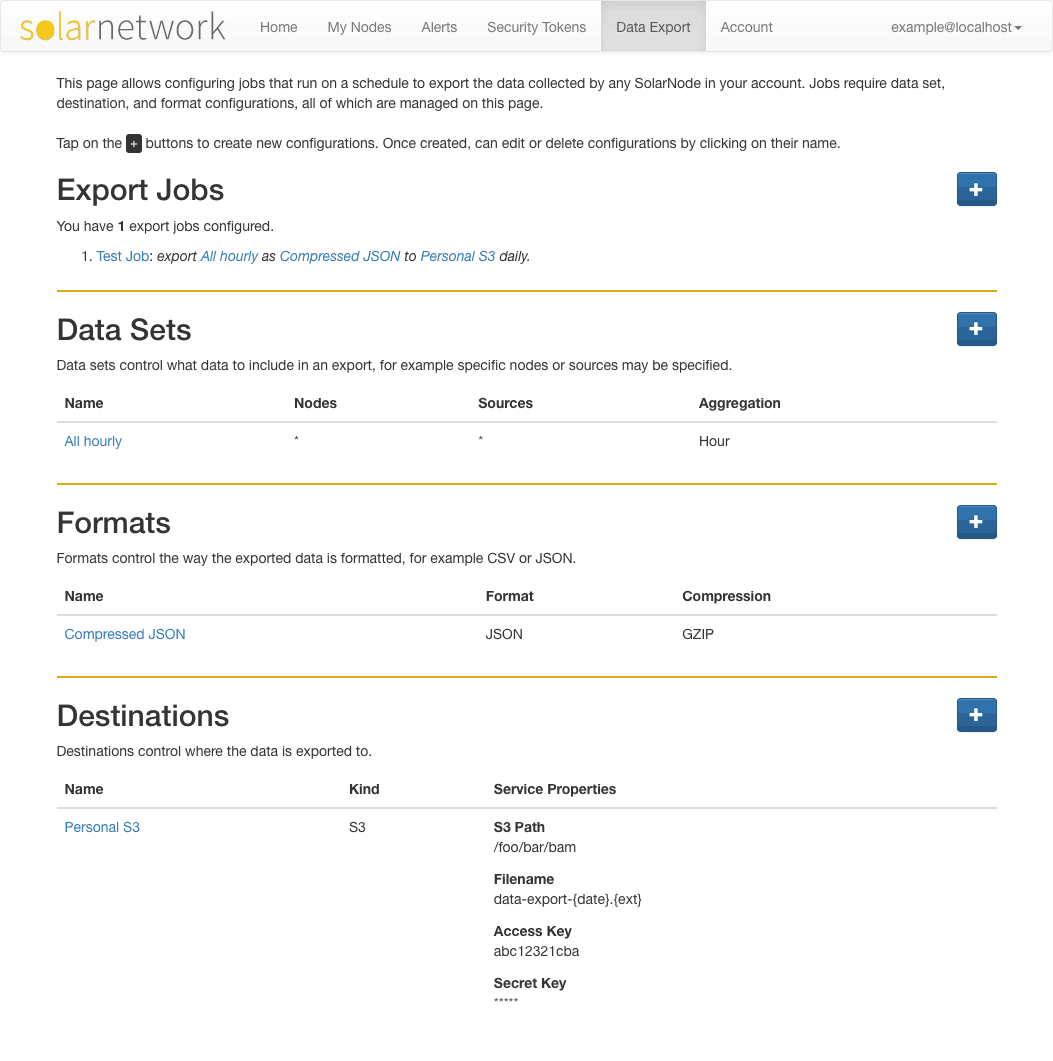 solarnetwork Home My Nodes Alerts Security Tokens Data Export Account example@localhost
This page allows configuring jobs that run on a schedule to export the data collected by any SolarNode in your account. Jobs require data set,
destination, and format configurations, all of which are managed on this page.
Tap on the + buttons to create new configurations. Once created, can edit or delete configurations by clicking on their name.
Export Jobs
You have 1 export jobs configured.
1. Test Job: export All hourly as Compressed JSON to Personal S3 daily.
Data Sets
Data sets control what data to include in an export, for example specific nodes or sources may be specified.
Name Nodes Sources Aggregation
All hourly * * Hour
Formats
Formats control the way the exported data is formatted, for example CSV or JSON.
Name Format Compression
Compressed JSON JSON GZIP
Destinations
Destinations control where the data is exported to.
Name Kind Service Properties
Personal S3 S3 S3 Path
/foo/bar/bam
Filename
data-export-{date}.{ext}
Access Key
abc12321cba
Secret Key
*****